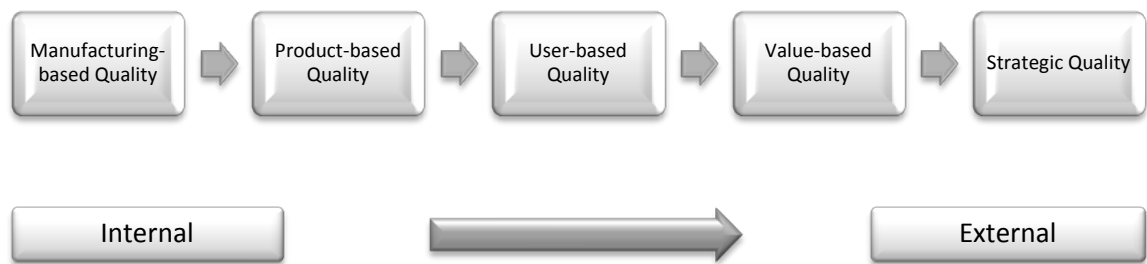 Manufacturing-
based Quality
Product-based
Quality
User-based
Quality
Value-based
Quality
Strategic Quality
Internal
External